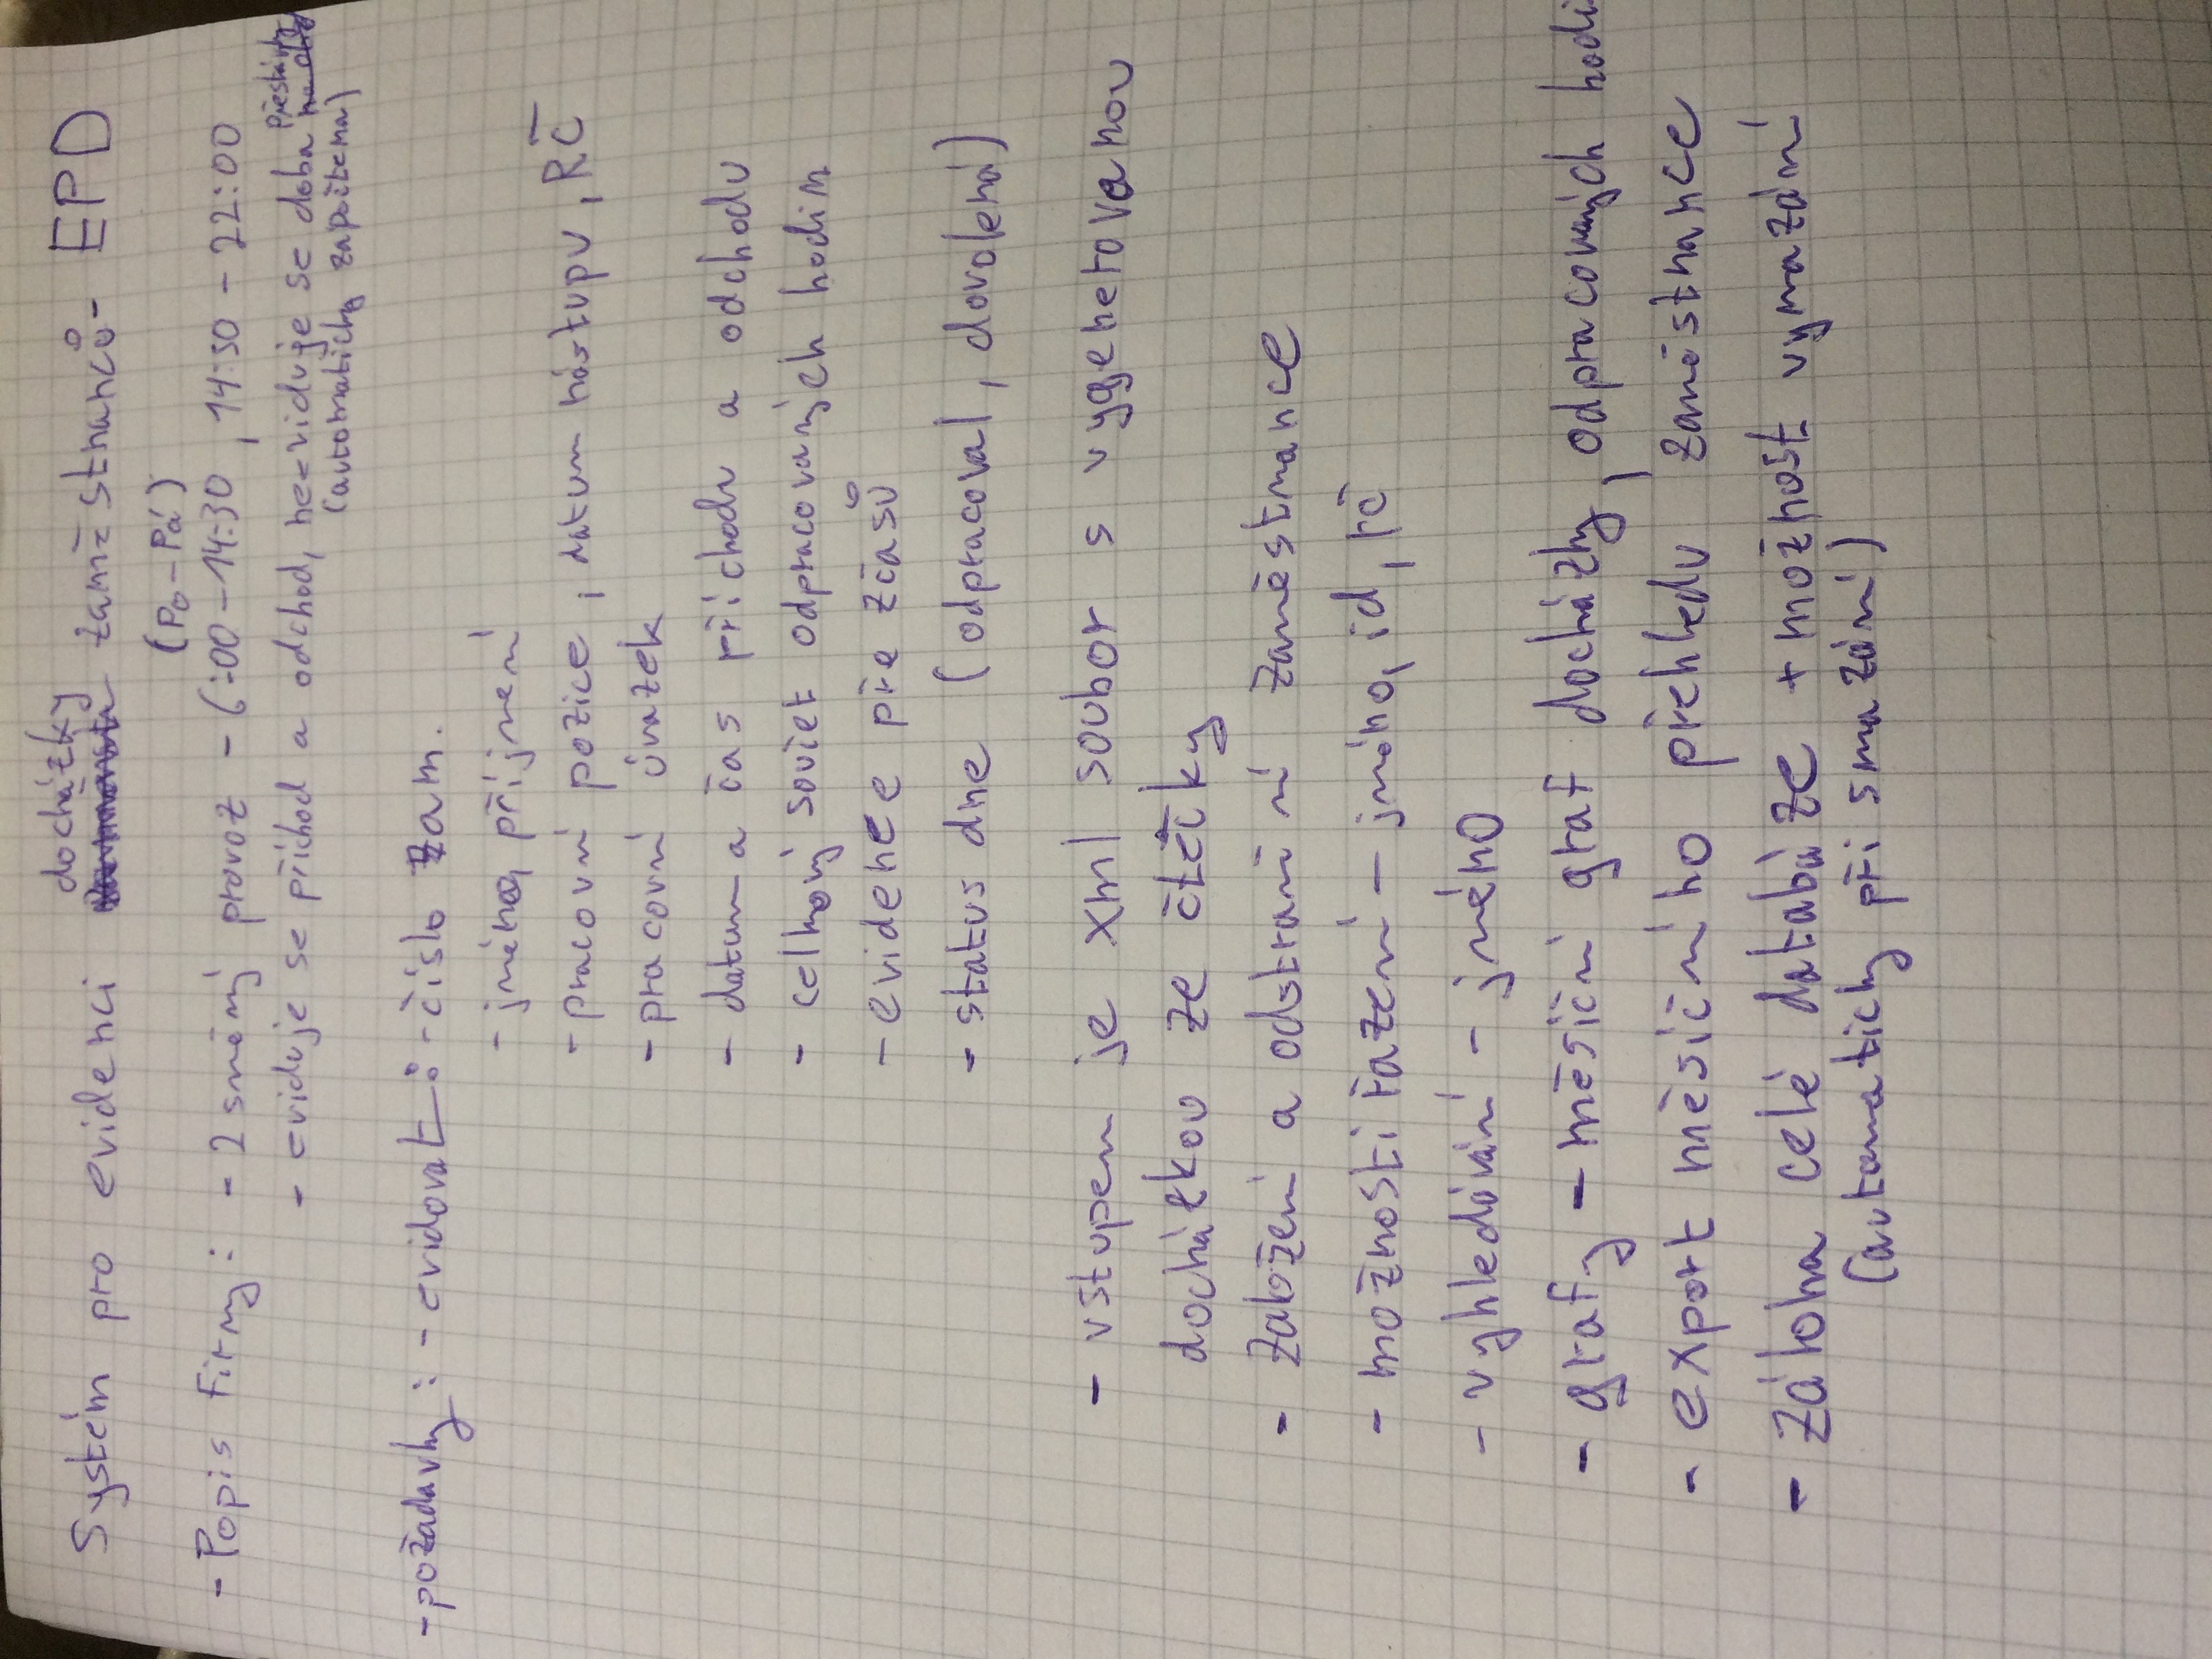 Systém pro evidenci docházky zaměstnanců - EPD
(Po-Pá)
- Popis firmy: - 2 směnný provoz - 6:00 - 14:30, 14:30 - 22:00
- eviduje se příchod a odchod, neeviduje se doba přestávky
(automaticky započítena)
- požadavky: - evidovat: - číslo zam.
- jméno, příjmení
- pracovní pozice, datum nástupu, RČ
- pracovní úvazek
- datum a čas příchodu a odchodu
- celkový součet odpracovaných hodin
- evidence přesčasů
- status dne (odpracoval, dovolená)
- vstupem je xml soubor s vygenerovanou
docházkou ze čtečky
- založení a odstranění zaměstnance
- možnosti řazení - jméno, id, rč
- vyhledávání - jméno
- grafy - měsíční graf docházky, odpracovaných hodi
- export měsíčního přehledu zaměstnance
- záloha celé databáze + možnost vymazání
(automaticky při smazání)